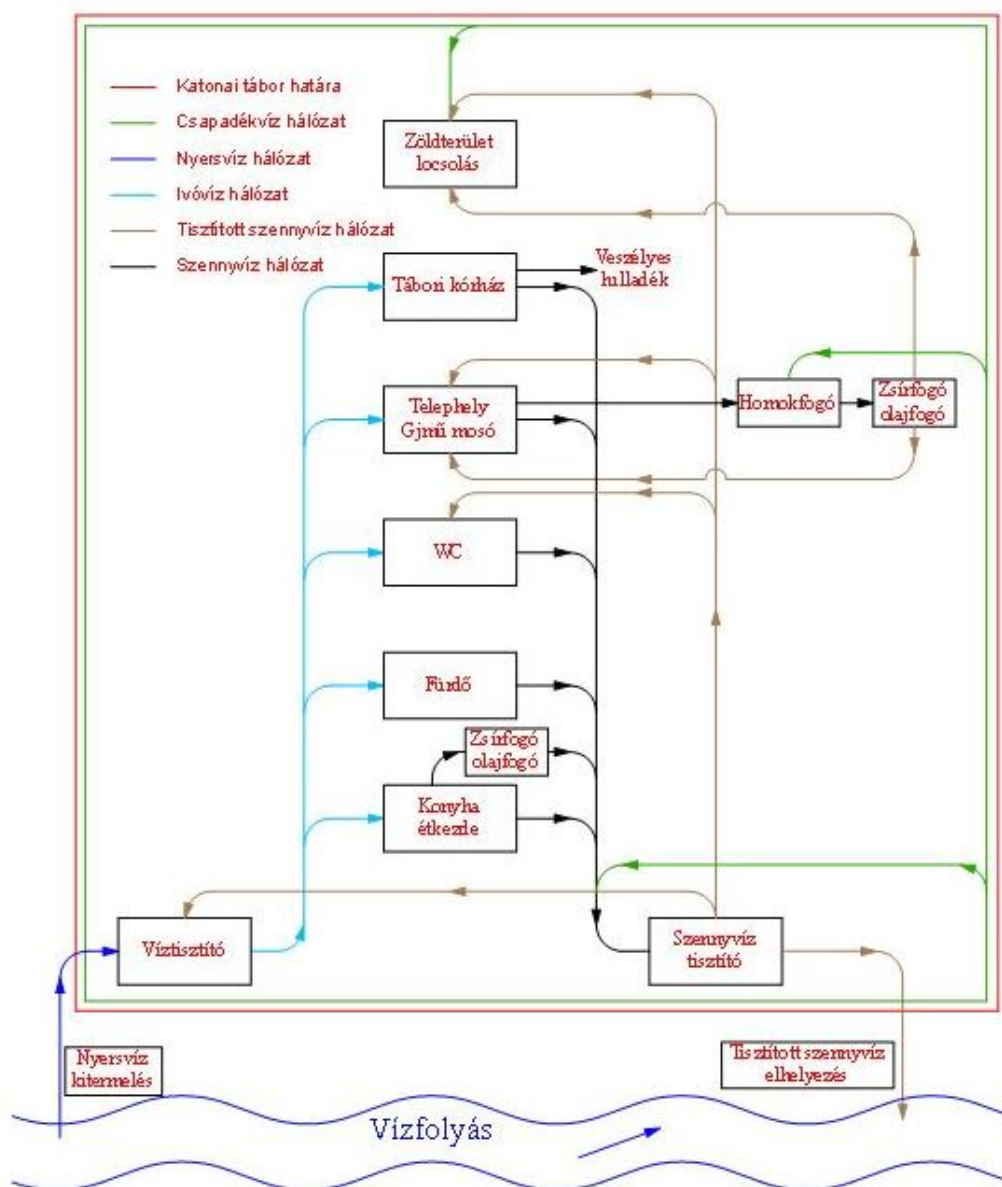 Katonai tábor határa
Csapadékvíz hálózat
Nyersvíz hálózat
Ivóvíz hálózat
Tisztított szennyvíz hálózat
Szennyvíz hálózat
Zöldterület
locsolás
Tábori kórház
Veszélyes
hulladék
Telephely
Gjmű mosó
Homokfogó
Zsírfogó
olajfogó
WC
Fürdő
Zsírfogó
olajfogó
Konyha
étkezde
Víztisztító
Szennyvíz
tisztító
Nyersvíz
kitermelés
Tisztított szennyvíz
elhelyezés
Vízfolyás